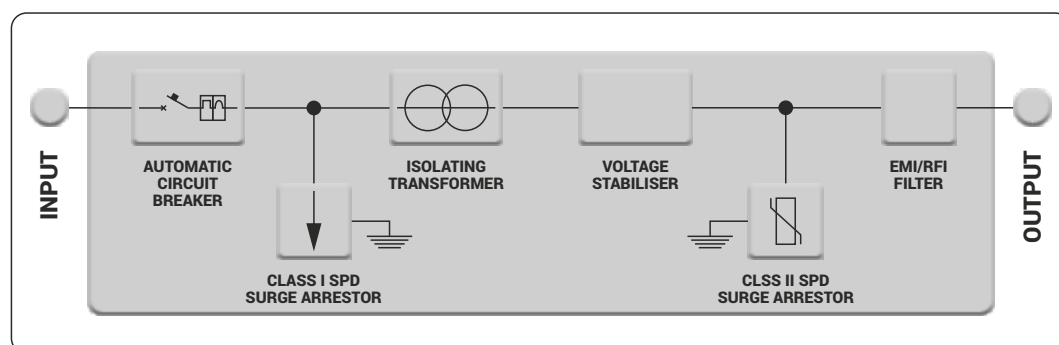 INPUT
AUTOMATIC
CIRCUIT
BREAKER
ISOLATING
TRANSFORMER
VOLTAGE
STABILISER
EMI/RFI
FILTER
OUTPUT
CLASS I SPD
SURGE ARRESTOR
CLSS II SPD
SURGE ARRESTOR